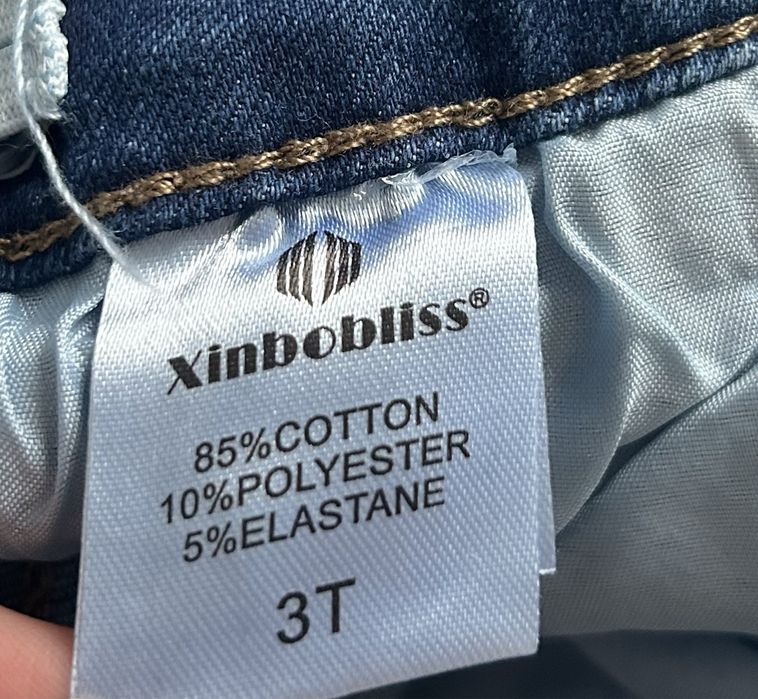 xinbobliss®
85%COTTON
10%POLYESTER
5%ELASTANE
3T